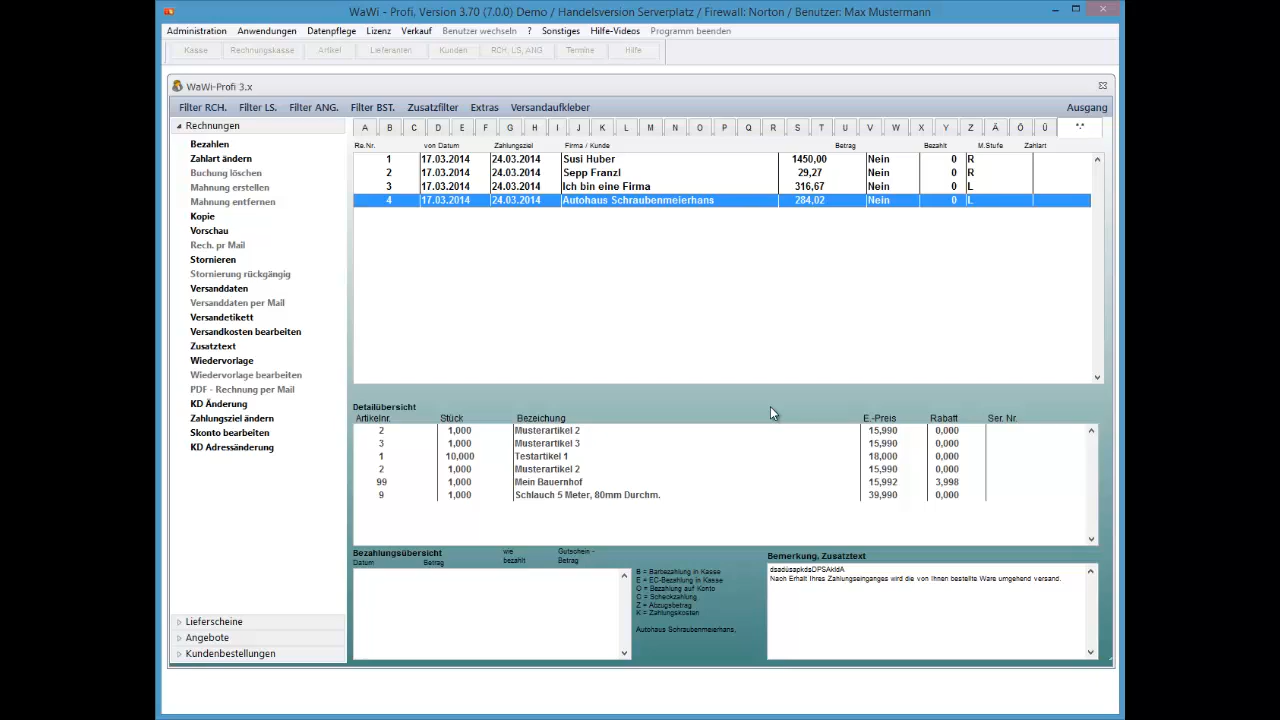 WaWi - Profi, Version 3.70 (7.0.0) Demo / Handelsversion Serverplatz / Firewall: Norton / Benutzer: Max Mustermann
Administration Anwendungen Datenpflege Lizenz Verkauf Benutzer wechseln ? Sonstiges Hilfe-Videos Programm beenden
Kasse Rechnungskasse Artikel Lieferanten Kunden RCH, LS, ANG Termine Hilfe
WaWi-Profi 3.x
Filter RCH. Filter LS. Filter ANG. Filter BST. Zusatzfilter Extras Versandaufkleber Ausgang
Rechnungen
A B C D E F G H I J K L M N O P Q R S T U V W X Y Z Ä Ö Ü *.*
Bezahlen
Zahlart ändern
Buchung löschen
Mahnung erstellen
Mahnung entfernen
Kopie
Vorschau
Rech. pr Mail
Stornieren
Stornierung rückgängig
Versanddaten
Versanddaten per Mail
Versandetikett
Versandkosten bearbeiten
Zusatztext
Wiedervorlage
Wiedervorlage bearbeiten
PDF - Rechnung per Mail
KD Änderung
Zahlungsziel ändern
Skonto bearbeiten
KD Adressänderung
Lieferscheine
Angebote
Kundenbestellungen
Re.Nr. von Datum Zahlungsziel Firma / Kunde Betrag Bezahlt M.Stufe Zahlart
1 17.03.2014 24.03.2014 Susi Huber 1450,00 Nein 0 R
2 17.03.2014 24.03.2014 Sepp Franzl 29,27 Nein 0 R
3 17.03.2014 24.03.2014 Ich bin eine Firma 316,67 Nein 0 L
4 17.03.2014 24.03.2014 Autohaus Schraubenmeierhans 284,02 Nein 0 L
Detailübersicht
Artikelnr. Stück Bezeichung E.-Preis Rabatt Ser. Nr.
2 1,000 Musterartikel 2 15,990 0,000
3 1,000 Musterartikel 3 15,990 0,000
1 10,000 Testartikel 1 18,000 0,000
2 1,000 Musterartikel 2 15,990 0,000
99 1,000 Mein Bauernhof 15,992 3,998
9 1,000 Schlauch 5 Meter, 80mm Durchm. 39,990 0,000
Bezahlungsübersicht wie Gutschein -
Datum Betrag bezahlt Betrag
B = Barbezahlung in Kasse
E = EC-Bezahlung in Kasse
O = Bezahlung auf Konto
C = Scheckzahlung
Z = Abzugsbetrag
K = Zahlungskosten
Autohaus Schraubenmeierhans,
Bemerkung, Zusatztext
dsadüsapkdsDPSAkldA
Nach Erhalt Ihres Zahlungseinganges wird die von Ihnen bestellte Ware umgehend versand.